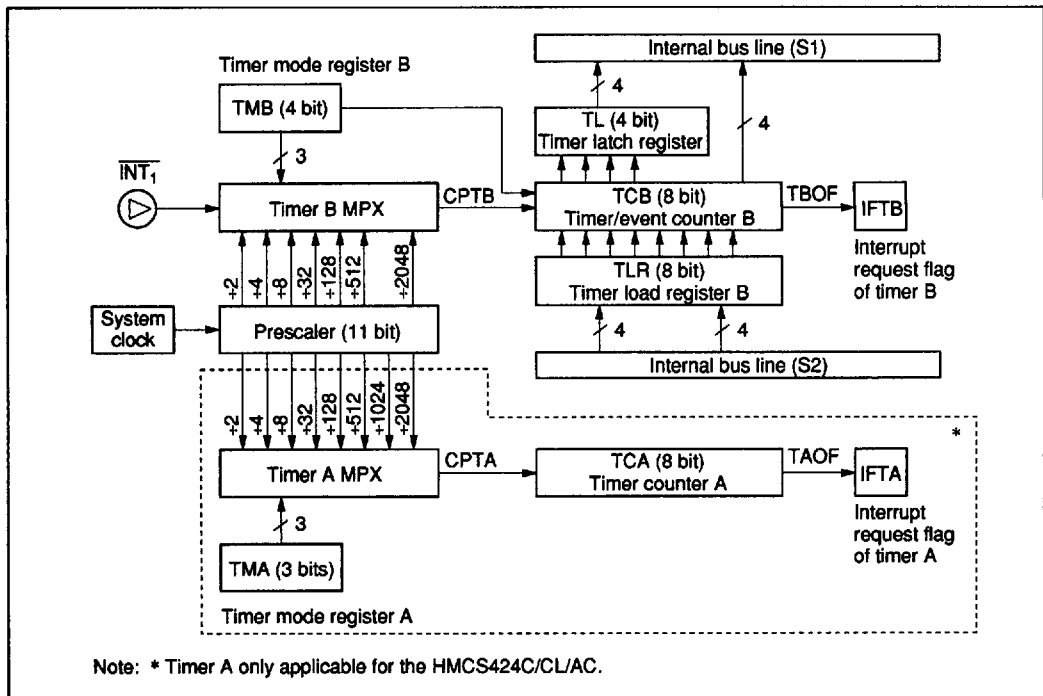 Internal bus line (S1)
Timer mode register B
4
TMB (4 bit)
TL (4 bit)
Timer latch register
4
3
INT1
Timer B MPX
CPTB
TCB (8 bit)
Timer/event counter B
TBOF
IFTB
÷2
÷4
÷8
÷32
÷128
÷512
÷2048
TLR (8 bit)
Timer load register B
Interrupt
request flag
of timer B
System
clock
Prescaler (11 bit)
4
4
Internal bus line (S2)
÷2
÷4
÷8
÷32
÷128
÷512
÷1024
÷2048
*
Timer A MPX
CPTA
TCA (8 bit)
Timer counter A
TAOF
IFTA
3
Interrupt
request flag
of timer A
TMA (3 bits)
Timer mode register A
Note: * Timer A only applicable for the HMCS424C/CL/AC.